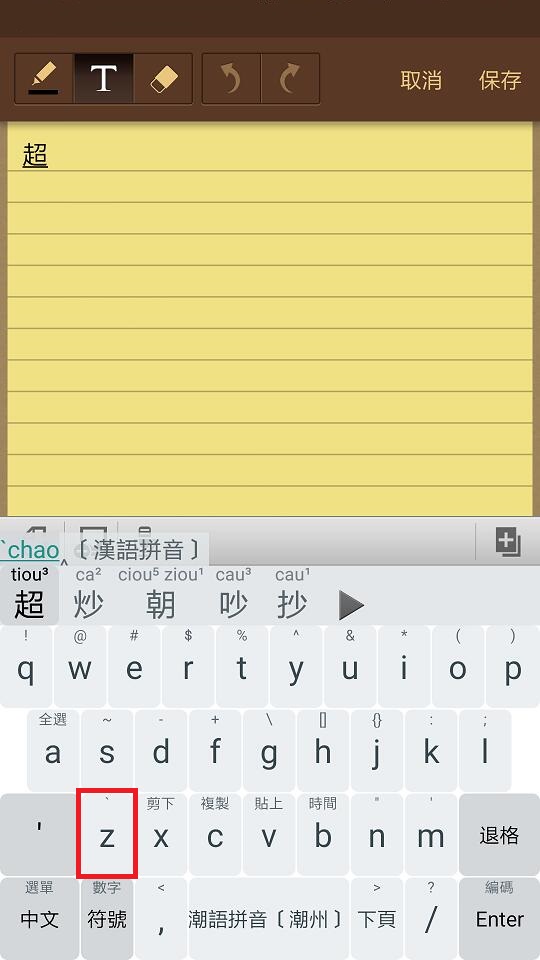 T 取消 保存
超
`chao^〔漢語拼音〕
tiou³ ca² ciou⁵ ziou¹ cau³ cau¹
超 炒 朝 吵 抄
! @ # $ % ^ & * ( )
q w e r t y u i o p
全選 ~ - + \ [] {} : ;
a s d f g h j k l
` 剪下 複製 貼上 時間 " '
' z x c v b n m 退格
選單 數字 < > ? 編碼
中文 符號 , 潮語拼音〔潮州〕 下頁 / Enter